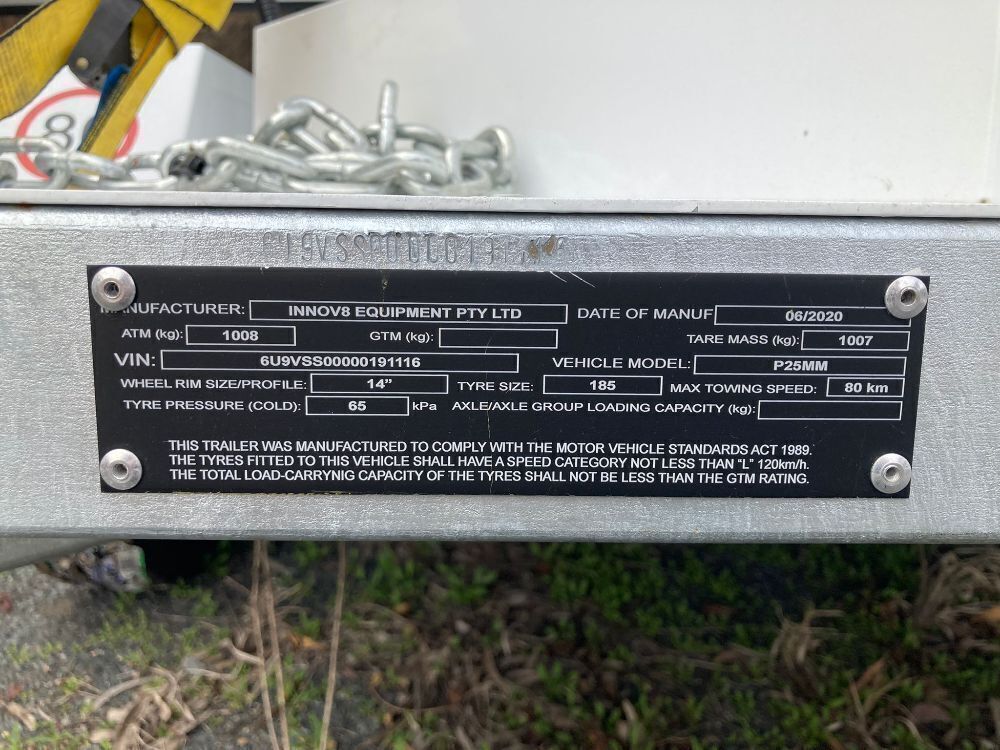 8
MANUFACTURER: INNOV8 EQUIPMENT PTY LTD DATE OF MANUF 06/2020
ATM (kg): 1008 GTM (kg): TARE MASS (kg): 1007
VIN: 6U9VSS00000191116 VEHICLE MODEL: P25MM
WHEEL RIM SIZE/PROFILE: 14” TYRE SIZE: 185 MAX TOWING SPEED: 80 km
TYRE PRESSURE (COLD): 65 kPa AXLE/AXLE GROUP LOADING CAPACITY (kg):
THIS TRAILER WAS MANUFACTURED TO COMPLY WITH THE MOTOR VEHICLE STANDARDS ACT 1989.
THE TYRES FITTED TO THIS VEHICLE SHALL HAVE A SPEED CATEGORY NOT LESS THAN “L” 120km/h.
THE TOTAL LOAD-CARRYNIG CAPACITY OF THE TYRES SHALL NOT BE LESS THAN THE GTM RATING.